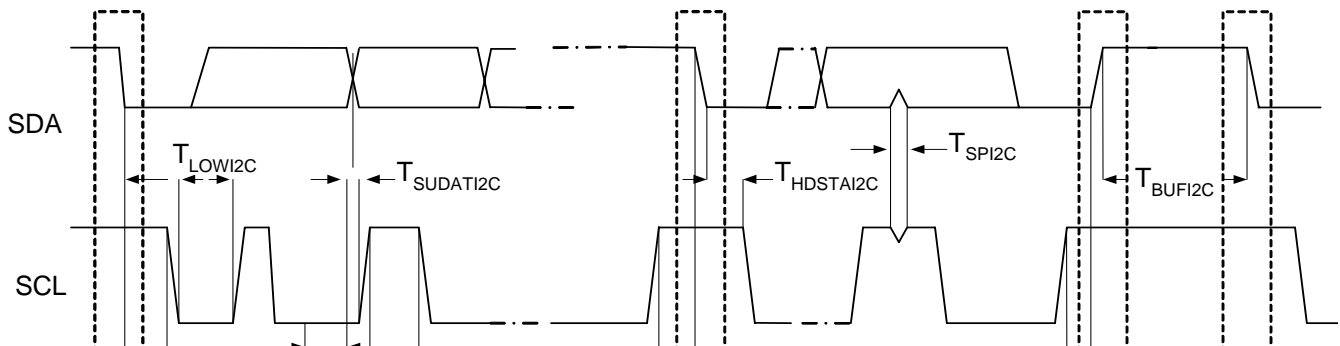 SDA
T_LOWI2C
T_SUDATI2C
T_HDSTAI2C
T_SPI2C
T_BUFI2C
SCL